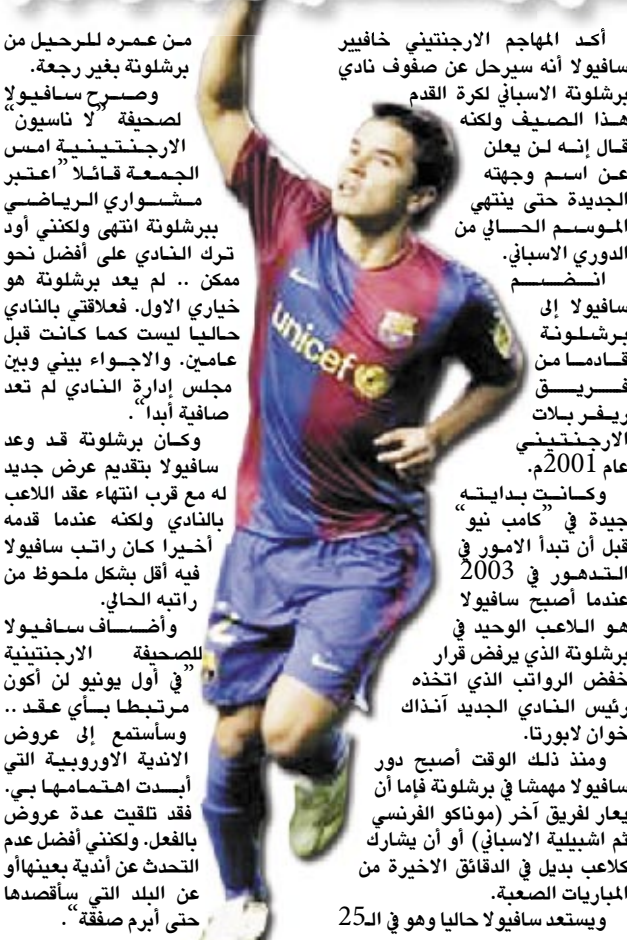 أكد المهاجم الارجنتيني خافيير
سافيولا أنه سيرحل عن صفوف نادي
برشلونة الاسباني لكرة القدم
هذا الصيف ولكنه
قال إنه لن يعلن
عن اسم وجهته
الجديدة حتى ينتهي
الموسم الحالي من
الدوري الاسباني.
انضم
سافيولا إلى
برشلونة
قادما من
فريق
ريفر بلات
الارجنتيني
عام 2001م.
وكانت بدايته
جيدة في "كامب نيو"
قبل أن تبدأ الامور في
التدهور في 2003
عندما أصبح سافيولا
هو اللاعب الوحيد في
برشلونة الذي يرفض قرار
خفض الرواتب الذي اتخذه
رئيس النادي الجديد آنذاك
خوان لابورتا.
ومنذ ذلك الوقت أصبح دور
سافيولا مهمشا في برشلونة فإما أن
يعار لفريق آخر (موناكو الفرنسي
ثم اشبيلية الاسباني) أو أن يشارك
كلاعب بديل في الدقائق الاخيرة من
المباريات الصعبة.
ويستعد سافيولا حاليا وهو في الـ25
من عمره للرحيل من
برشلونة بغير رجعة.
وصرح سافيولا
لصحيفة "لا ناسيون"
الارجنتينية امس
الجمعة قائلا "اعتبر
مشواري الرياضي
ببرشلونة انتهى ولكنني أود
ترك النادي على أفضل نحو
ممكن .. لم يعد برشلونة هو
خياري الاول. فعلاقتي بالنادي
حاليا ليست كما كانت قبل
عامين. والاجواء بيني وبين
مجلس إدارة النادي لم تعد
صافية أبدا".
وكان برشلونة قد وعد
سافيولا بتقديم عرض جديد
له مع قرب انتهاء عقد اللاعب
بالنادي ولكنه عندما قدمه
أخيرا كان راتب سافيولا
فيه أقل بشكل ملحوظ من
راتبه الحالي.
وأضاف سافيولا
للصحيفة الارجنتينية
"في أول يونيو لن أكون
مرتبطا بأي عقد ..
وسأستمع إلى عروض
الاندية الاوروبية التي
أبدت اهتمامها بي.
فقد تلقيت عدة عروض
بالفعل. ولكنني أفضل عدم
التحدث عن أندية بعينهاأو
عن البلد التي سأقصدها
حتى أبرم صفقة".
unicef